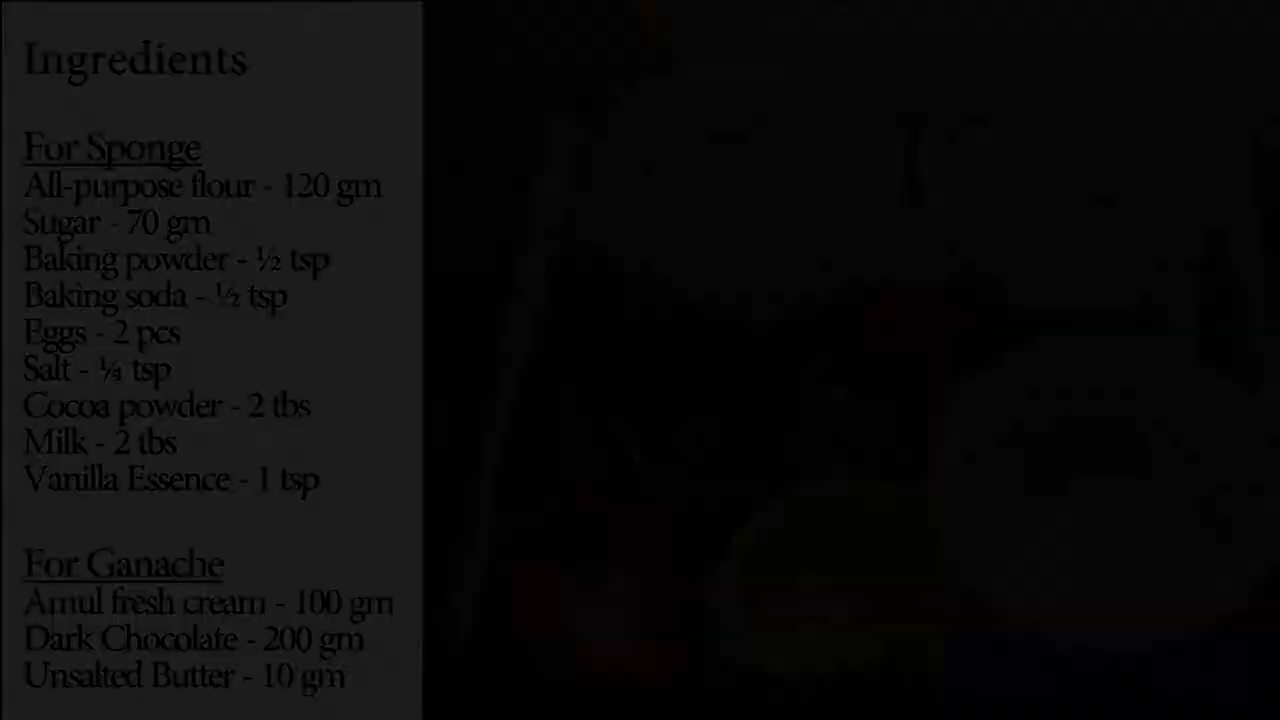 Ingredients
For Sponge
All-purpose flour - 120 gm
Sugar - 70 gm
Baking powder - ½ tsp
Baking soda - ½ tsp
Eggs - 2 pcs
Salt - ¼ tsp
Cocoa powder - 2 tbs
Milk - 2 tbs
Vanilla Essence - 1 tsp
For Ganache
Amul fresh cream - 100 gm
Dark Chocolate - 200 gm
Unsalted Butter - 10 gm